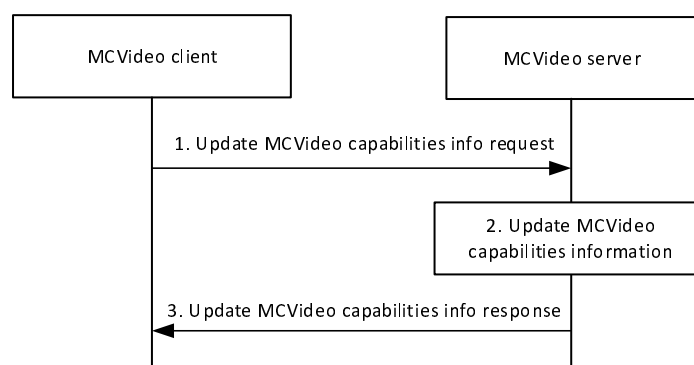 MCVideo client
MCVideo server
1. Update MCVideo capabilities info request
2. Update MCVideo
capabilities information
3. Update MCVideo capabilities info response